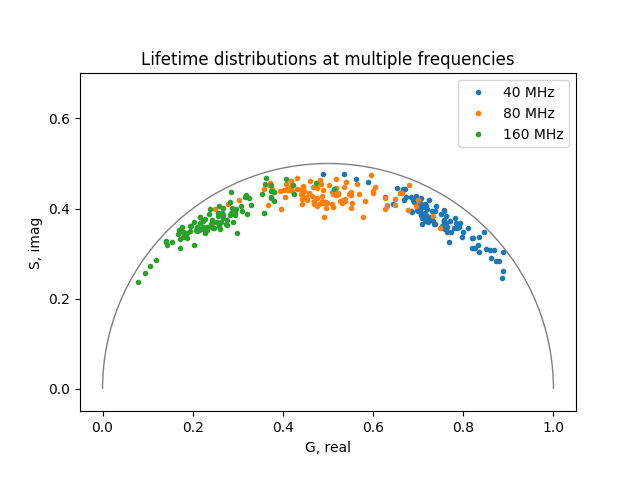 Lifetime distributions at multiple frequencies
40 MHz
80 MHz
160 MHz
0.6
0.4
0.2
0.0
S, imag
0.0 0.2 0.4 0.6 0.8 1.0
G, real